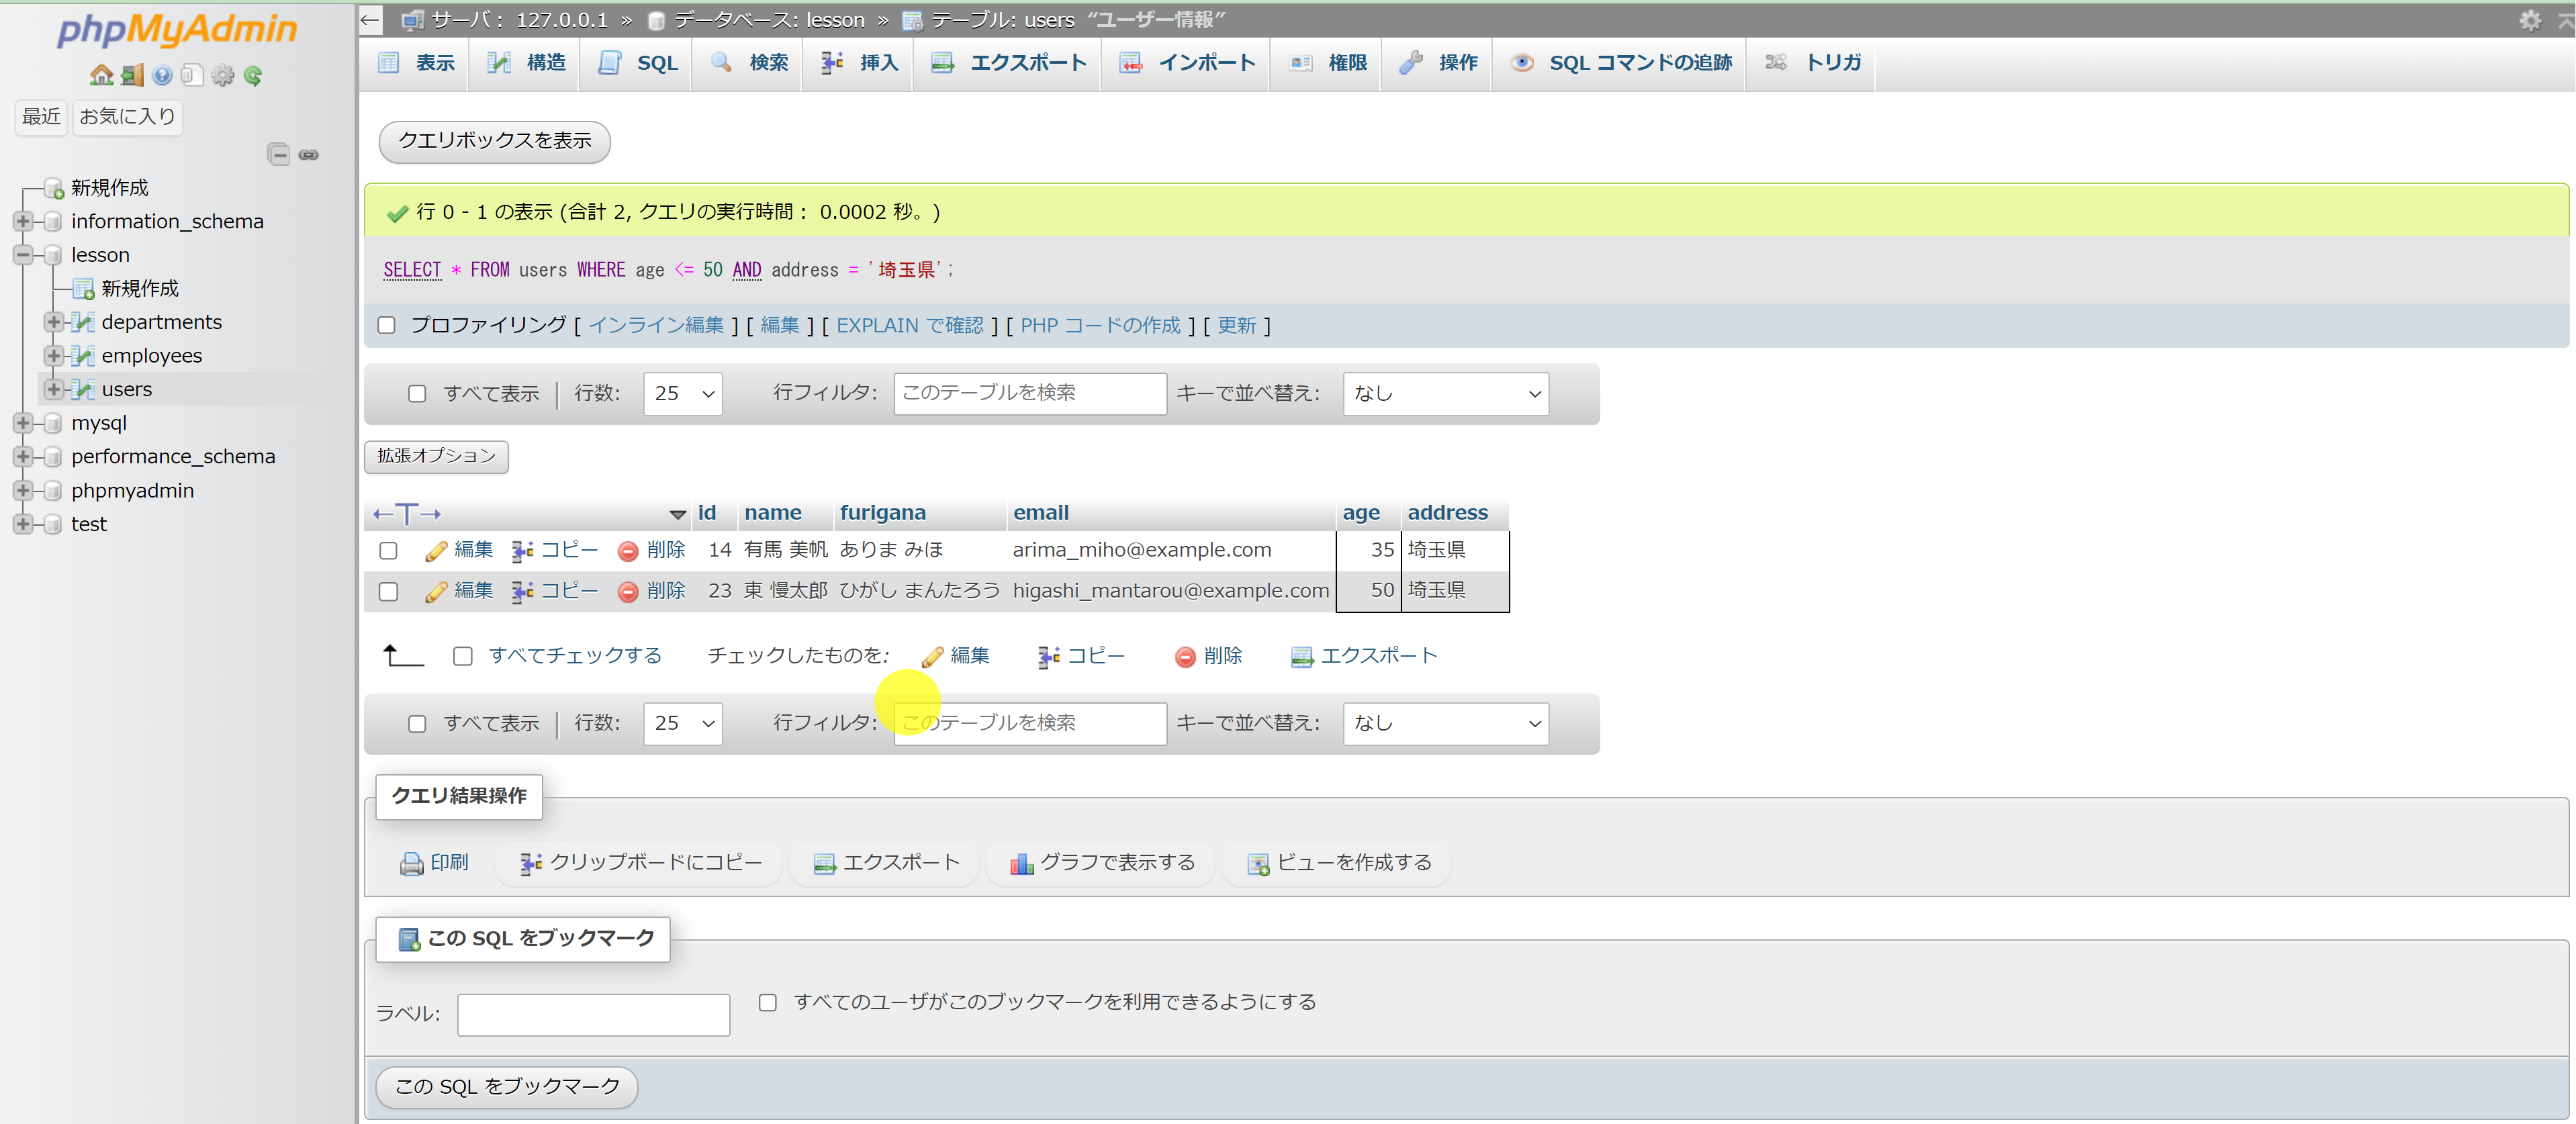 phpMyAdmin
最近 お気に入り
新規作成
information_schema
lesson
新規作成
departments
employees
users
mysql
performance_schema
phpmyadmin
test
サーバ: 127.0.0.1 » データベース: lesson » テーブル: users “ユーザー情報”
表示 構造 SQL 検索 挿入 エクスポート インポート 権限 操作 SQL コマンドの追跡 トリガ
クエリボックスを表示
行 0 - 1 の表示 (合計 2, クエリの実行時間： 0.0002 秒。)
SELECT * FROM users WHERE age <= 50 AND address = '埼玉県';
プロファイリング [ インライン編集 ] [ 編集 ] [ EXPLAIN で確認 ] [ PHP コードの作成 ] [ 更新 ]
すべて表示 | 行数: 25 行フィルタ: このテーブルを検索 キーで並べ替え: なし
拡張オプション
←T→ id name furigana email age address
編集 コピー 削除 14 有馬 美帆 ありま みほ arima_miho@example.com 35 埼玉県
編集 コピー 削除 23 東 慢太郎 ひがし まんたろう higashi_mantarou@example.com 50 埼玉県
すべてチェックする チェックしたものを: 編集 コピー 削除 エクスポート
すべて表示 | 行数: 25 行フィルタ: このテーブルを検索 キーで並べ替え: なし
クエリ結果操作
印刷 クリップボードにコピー エクスポート グラフで表示する ビューを作成する
この SQL をブックマーク
ラベル: すべてのユーザがこのブックマークを利用できるようにする
この SQL をブックマーク